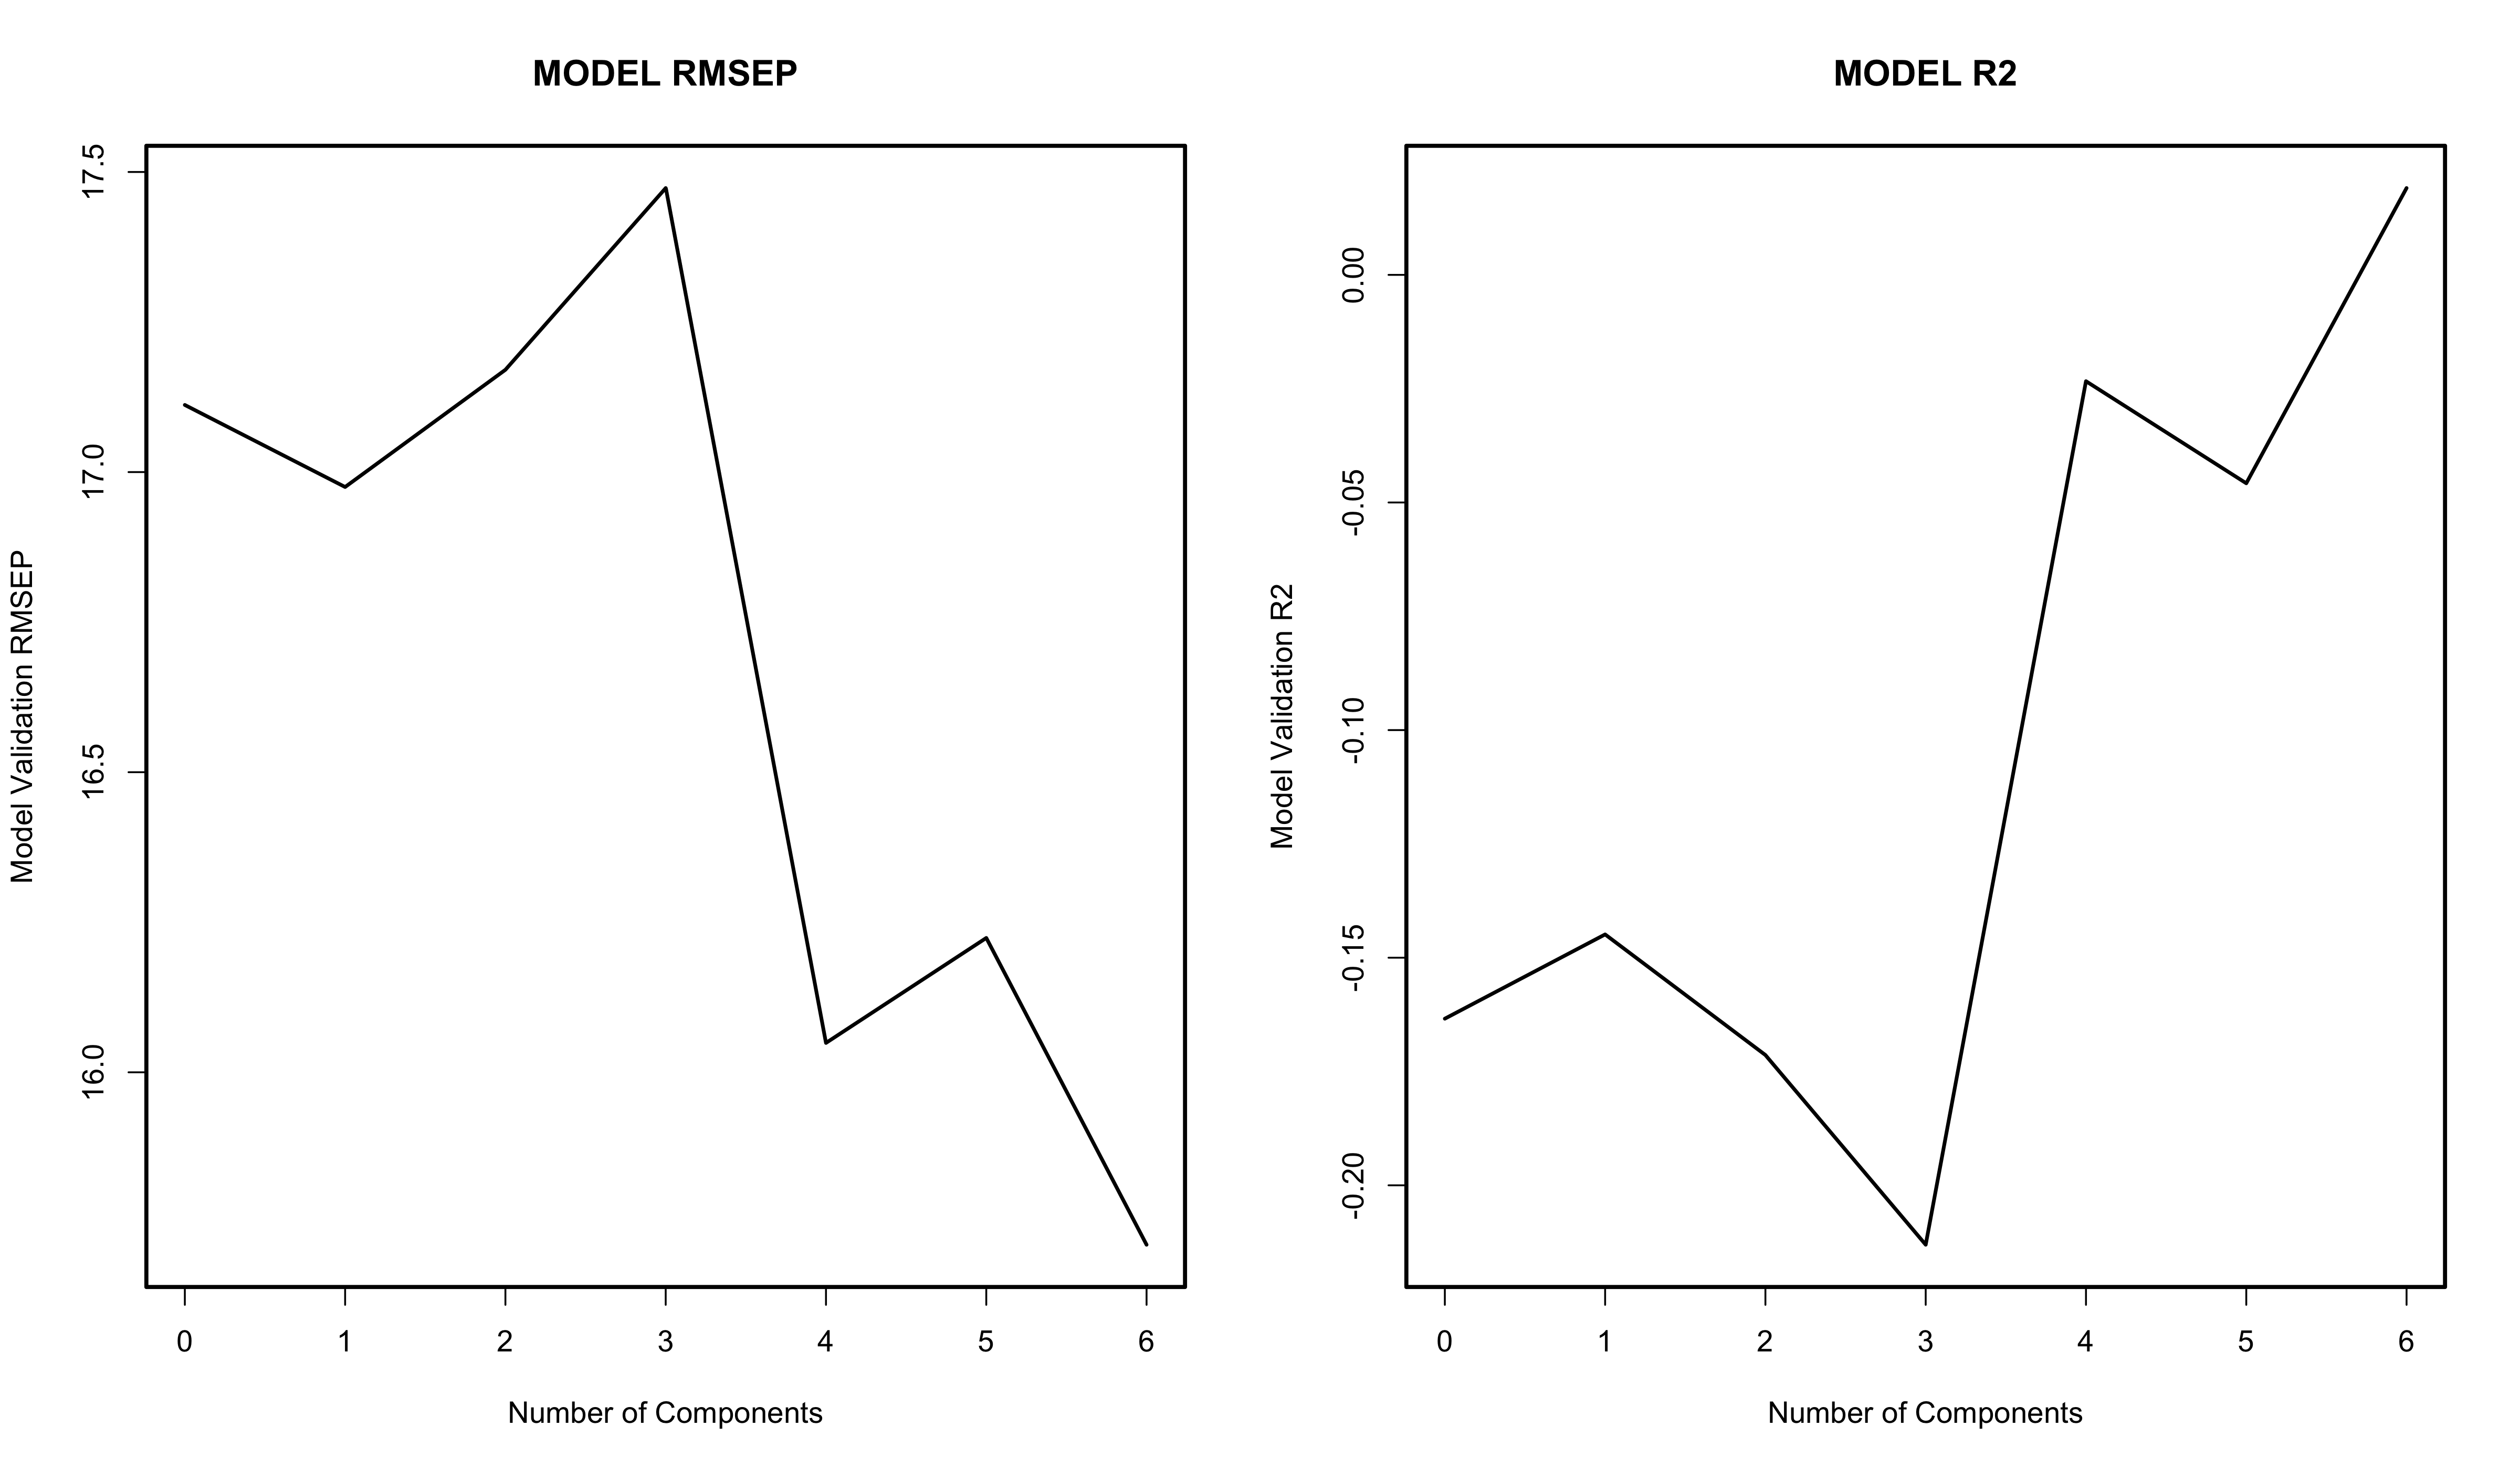 MODEL RMSEP
Model Validation RMSEP
17.5
17.0
16.5
16.0
0 1 2 3 4 5 6
Number of Components
MODEL R2
Model Validation R2
0.00
-0.05
-0.10
-0.15
-0.20
0 1 2 3 4 5 6
Number of Components